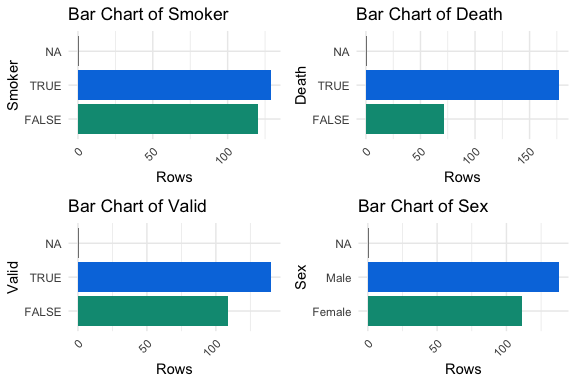 Bar Chart of Smoker
Smoker
NA
TRUE
FALSE
0
50
100
Rows
Bar Chart of Death
Death
NA
TRUE
FALSE
0
50
100
150
Rows
Bar Chart of Valid
Valid
NA
TRUE
FALSE
0
50
100
Rows
Bar Chart of Sex
Sex
NA
Male
Female
0
50
100
Rows